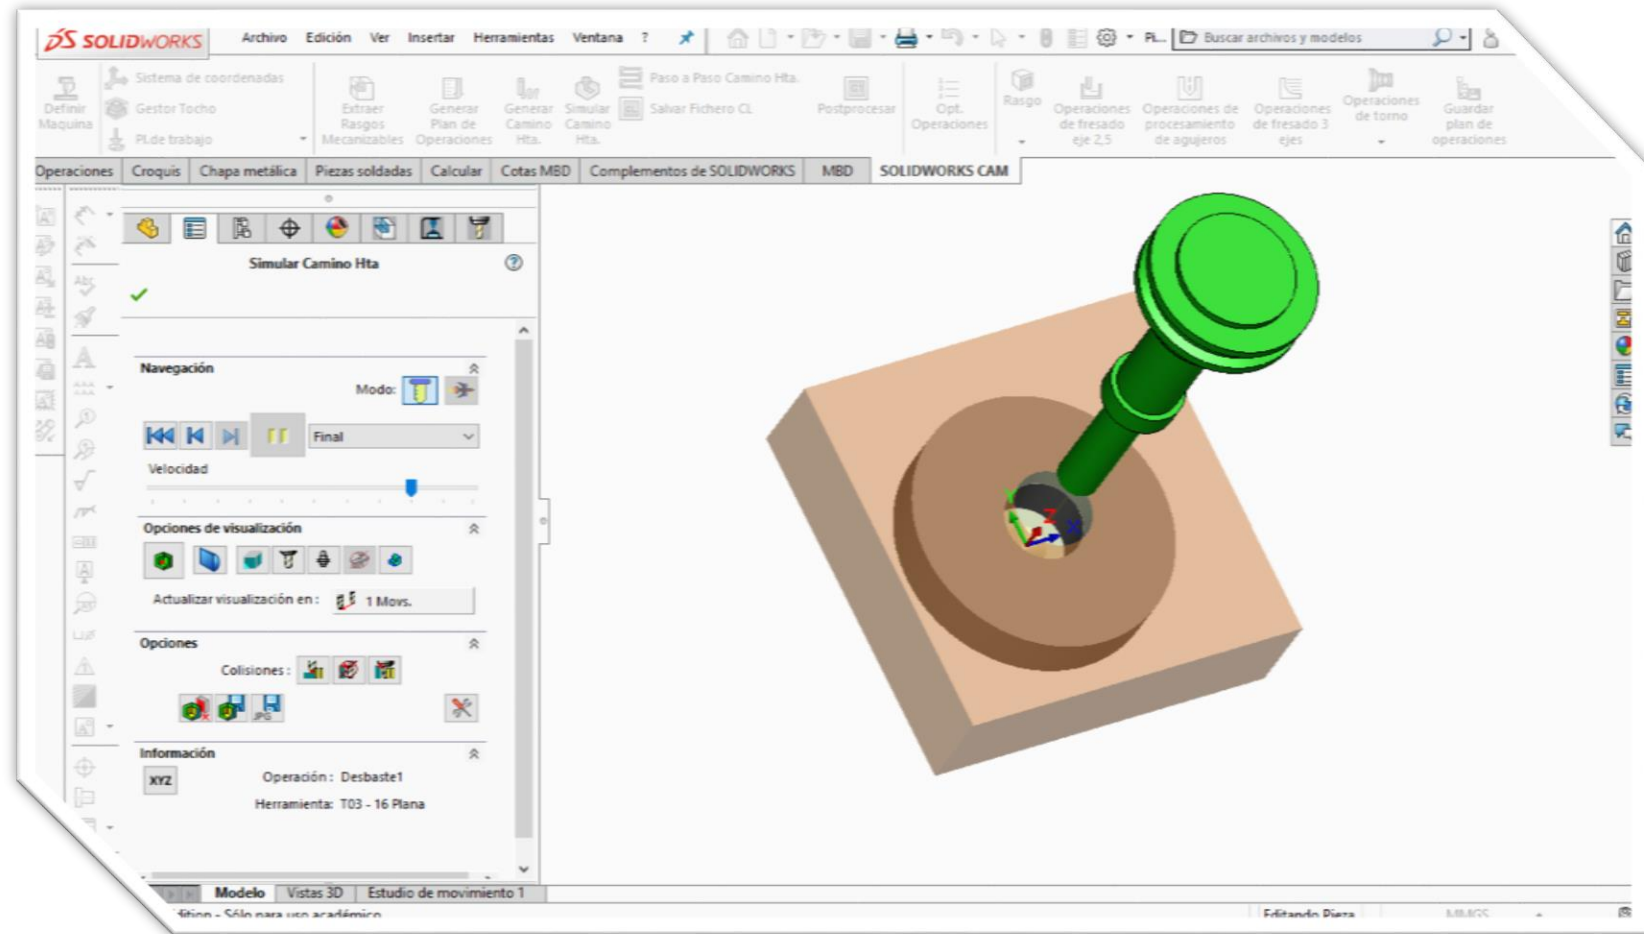 SOLIDWORKS
Archivo Edición Ver Insertar Herramientas Ventana ? PL... Buscar archivos y modelos
Definir Maquina
Sistema de coordenadas
Gestor Tocho
Pl.de trabajo
Extraer Rasgos Mecanizables
Generar Plan de Operaciones
Generar Camino Hta.
Simular Camino Hta.
Paso a Paso Camino Hta.
Salvar Fichero CL
Postprocesar
Opt. Operaciones
Rasgo
Operaciones de fresado eje 2,5
Operaciones de procesamiento de agujeros
Operaciones de fresado 3 ejes
Operaciones de torno
Guardar plan de operaciones
Operaciones Croquis Chapa metálica Piezas soldadas Calcular Cotas MBD Complementos de SOLIDWORKS MBD SOLIDWORKS CAM
Simular Camino Hta
Navegación
Modo:
Final
Velocidad
Opciones de visualización
Actualizar visualización en : 1 Movs.
Opciones
Colisiones :
JPG
Información
XYZ
Operación : Desbaste1
Herramienta: T03 - 16 Plana
Y Z X
Modelo Vistas 3D Estudio de movimiento 1
dition - Sólo para uso académico
Editando Pieza MMGS